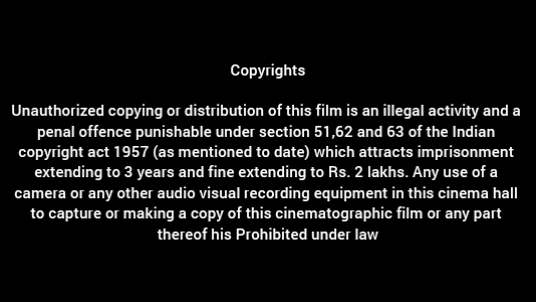 Copyrights
Unauthorized copying or distribution of this film is an illegal activity and a
penal offence punishable under section 51,62 and 63 of the Indian
copyright act 1957 (as mentioned to date) which attracts imprisonment
extending to 3 years and fine extending to Rs. 2 lakhs. Any use of a
camera or any other audio visual recording equipment in this cinema hall
to capture or making a copy of this cinematographic film or any part
thereof his Prohibited under law